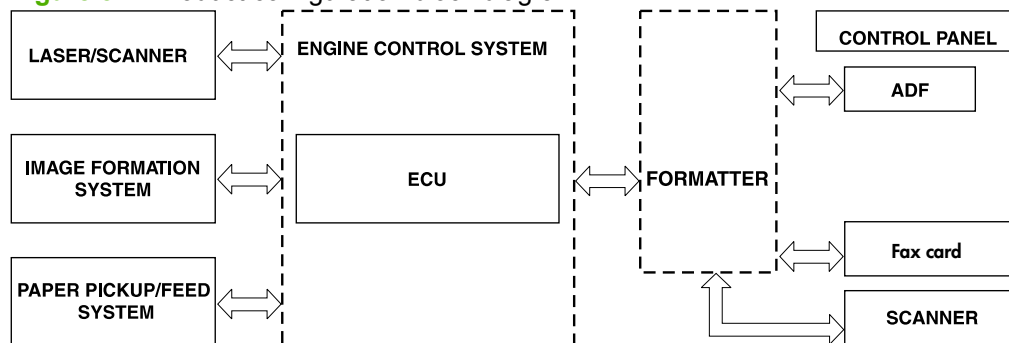 LASER/SCANNER
ENGINE CONTROL SYSTEM
CONTROL PANEL
ADF
IMAGE FORMATION
SYSTEM
ECU
FORMATTER
Fax card
PAPER PICKUP/FEED
SYSTEM
SCANNER